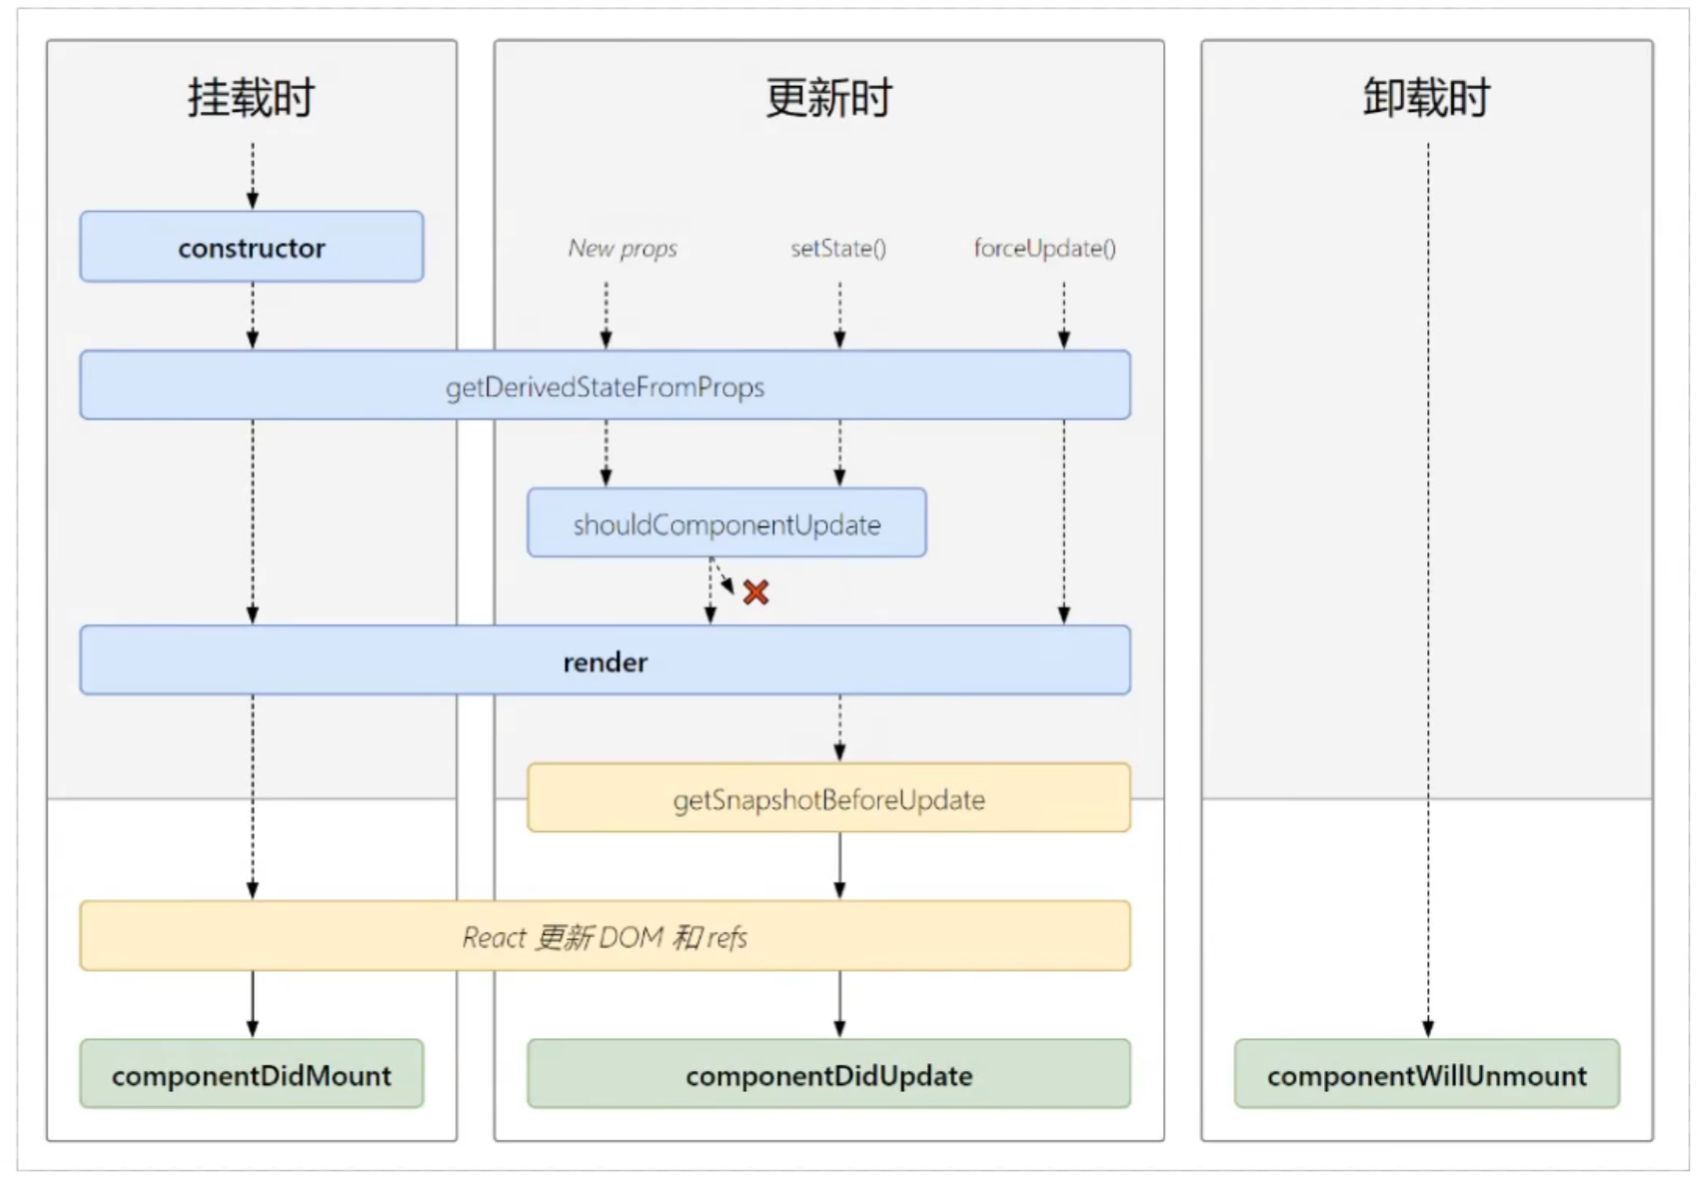 挂载时
更新时
卸载时
constructor
New props
setState()
forceUpdate()
getDerivedStateFromProps
shouldComponentUpdate
render
getSnapshotBeforeUpdate
React 更新 DOM 和 refs
componentDidMount
componentDidUpdate
componentWillUnmount